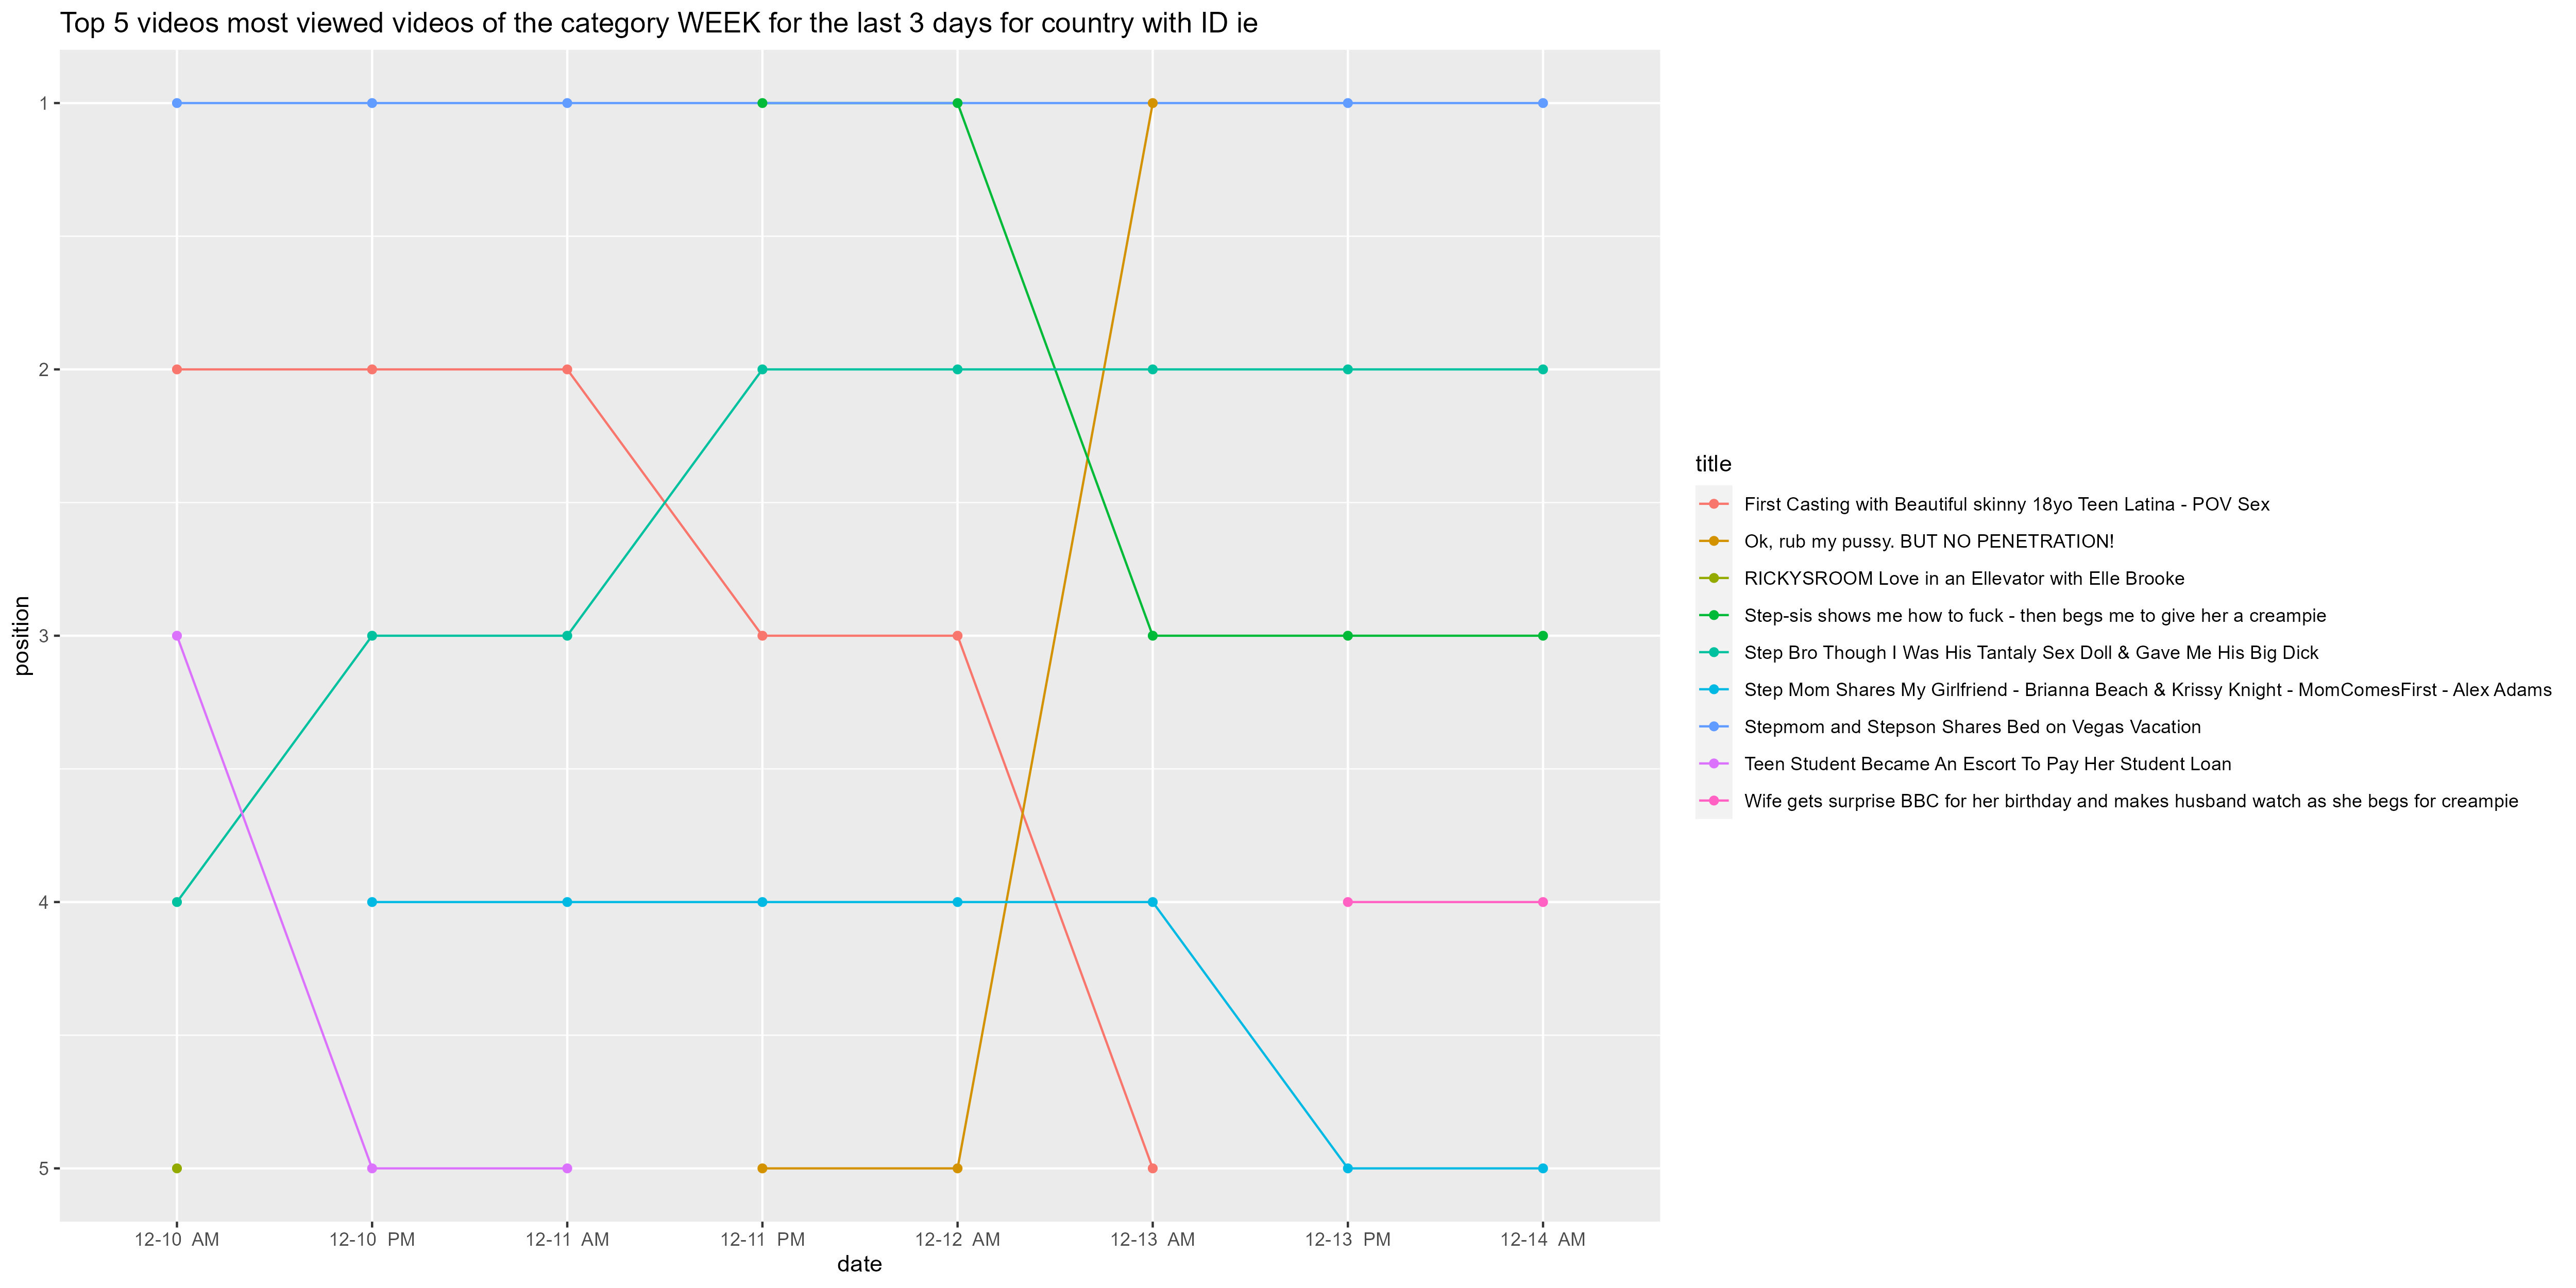 Top 5 videos most viewed videos of the category WEEK for the last 3 days for country with ID ie
position
1
2
3
4
5
12-10 AM
12-10 PM
12-11 AM
12-11 PM
12-12 AM
12-13 AM
12-13 PM
12-14 AM
date
title
First Casting with Beautiful skinny 18yo Teen Latina - POV Sex
Ok, rub my pussy. BUT NO PENETRATION!
RICKYSROOM Love in an Ellevator with Elle Brooke
Step-sis shows me how to fuck - then begs me to give her a creampie
Step Bro Though I Was His Tantaly Sex Doll & Gave Me His Big Dick
Step Mom Shares My Girlfriend - Brianna Beach & Krissy Knight - MomComesFirst - Alex Adams
Stepmom and Stepson Shares Bed on Vegas Vacation
Teen Student Became An Escort To Pay Her Student Loan
Wife gets surprise BBC for her birthday and makes husband watch as she begs for creampie